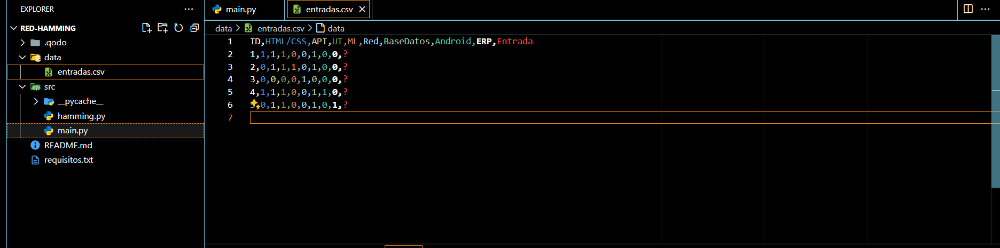 EXPLORER
RED-HAMMING
.qodo
data
entradas.csv
src
__pycache__
hamming.py
main.py
README.md
requisitos.txt
main.py
entradas.csv
data > entradas.csv > data
1 ID,HTML/CSS,API,UI,ML,Red,BaseDatos,Android,ERP,Entrada
2 1,1,1,1,0,0,1,0,0,?
3 2,0,1,1,1,0,1,0,0,?
4 3,0,0,0,0,1,0,0,0,?
5 4,1,1,1,0,0,1,1,0,?
6 0,1,1,0,0,1,0,1,?
7